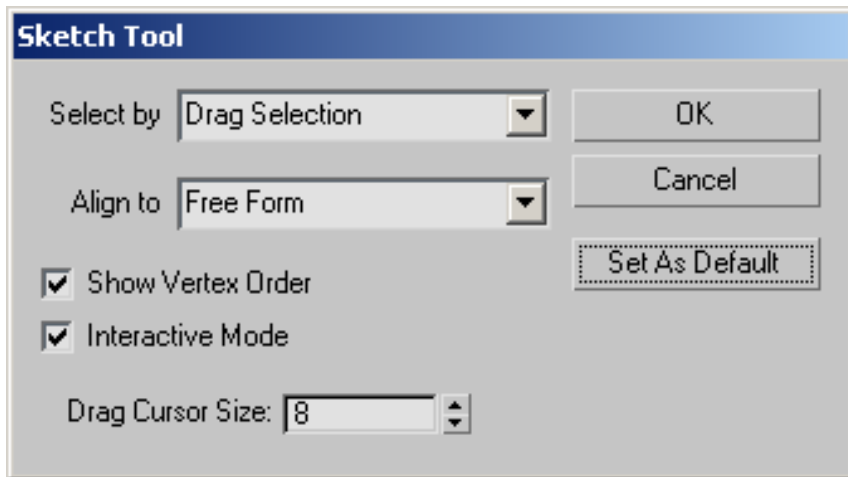 Sketch Tool
Select by Drag Selection
OK
Cancel
Align to Free Form
Set As Default
Show Vertex Order
Interactive Mode
Drag Cursor Size: 8